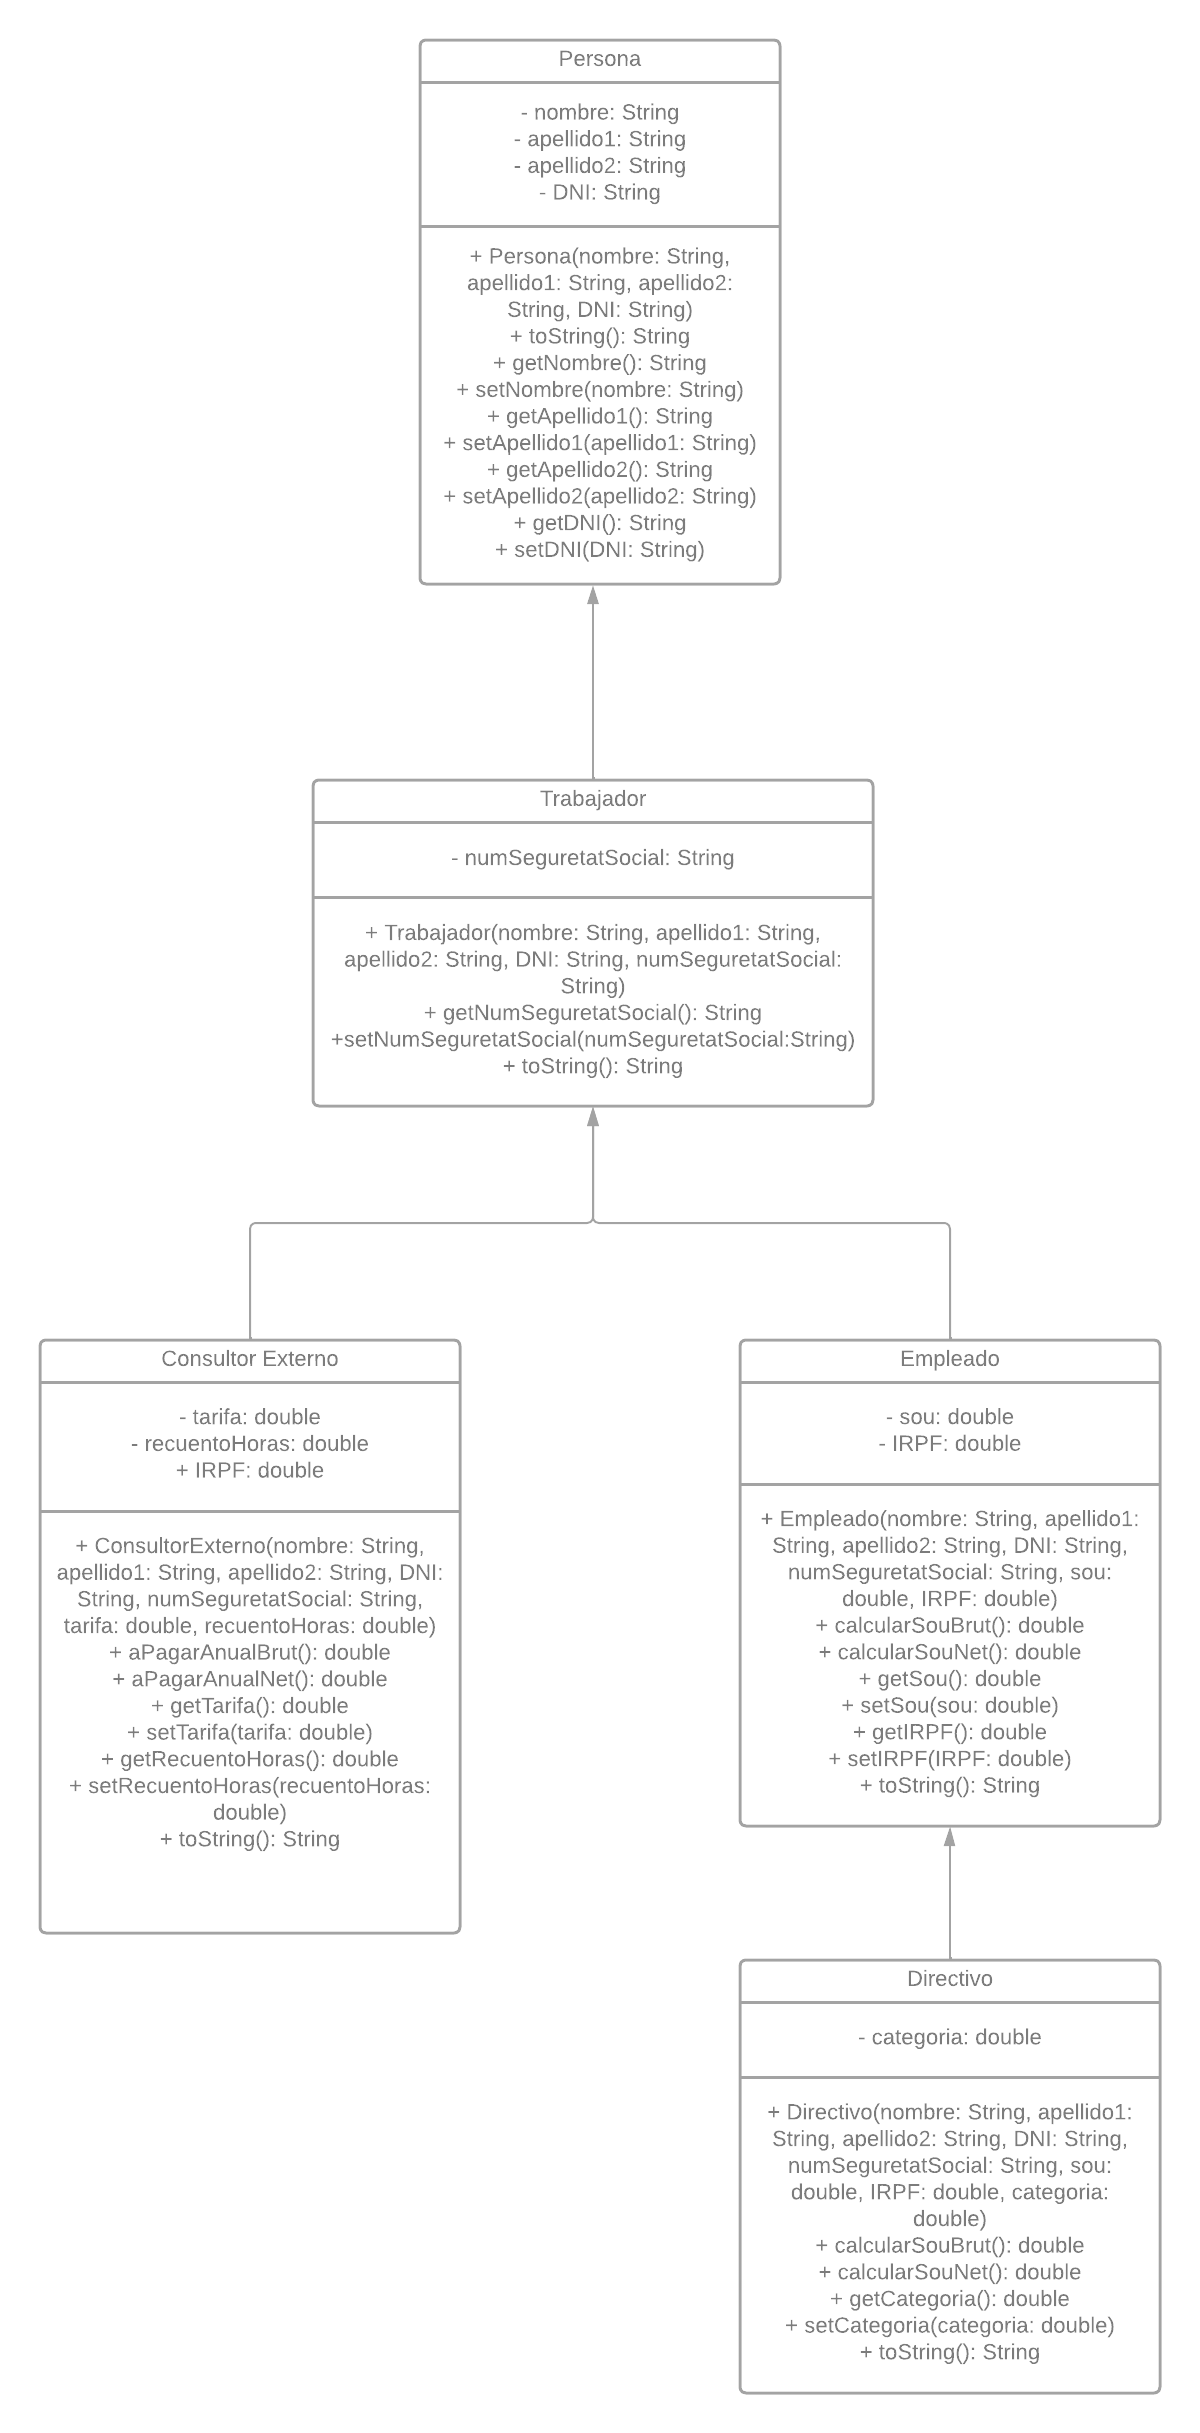 Persona
- nombre: String
- apellido1: String
- apellido2: String
- DNI: String
+ Persona(nombre: String,
apellido1: String, apellido2:
String, DNI: String)
+ toString(): String
+ getNombre(): String
+ setNombre(nombre: String)
+ getApellido1(): String
+ setApellido1(apellido1: String)
+ getApellido2(): String
+ setApellido2(apellido2: String)
+ getDNI(): String
+ setDNI(DNI: String)
Trabajador
- numSeguretatSocial: String
+ Trabajador(nombre: String, apellido1: String,
apellido2: String, DNI: String, numSeguretatSocial:
String)
+ getNumSeguretatSocial(): String
+setNumSeguretatSocial(numSeguretatSocial:String)
+ toString(): String
Consultor Externo
- tarifa: double
- recuentoHoras: double
+ IRPF: double
+ ConsultorExterno(nombre: String,
apellido1: String, apellido2: String, DNI:
String, numSeguretatSocial: String,
tarifa: double, recuentoHoras: double)
+ aPagarAnualBrut(): double
+ aPagarAnualNet(): double
+ getTarifa(): double
+ setTarifa(tarifa: double)
+ getRecuentoHoras(): double
+ setRecuentoHoras(recuentoHoras:
double)
+ toString(): String
Empleado
- sou: double
- IRPF: double
+ Empleado(nombre: String, apellido1:
String, apellido2: String, DNI: String,
numSeguretatSocial: String, sou:
double, IRPF: double)
+ calcularSouBrut(): double
+ calcularSouNet(): double
+ getSou(): double
+ setSou(sou: double)
+ getIRPF(): double
+ setIRPF(IRPF: double)
+ toString(): String
Directivo
- categoria: double
+ Directivo(nombre: String, apellido1:
String, apellido2: String, DNI: String,
numSeguretatSocial: String, sou:
double, IRPF: double, categoria:
double)
+ calcularSouBrut(): double
+ calcularSouNet(): double
+ getCategoria(): double
+ setCategoria(categoria: double)
+ toString(): String